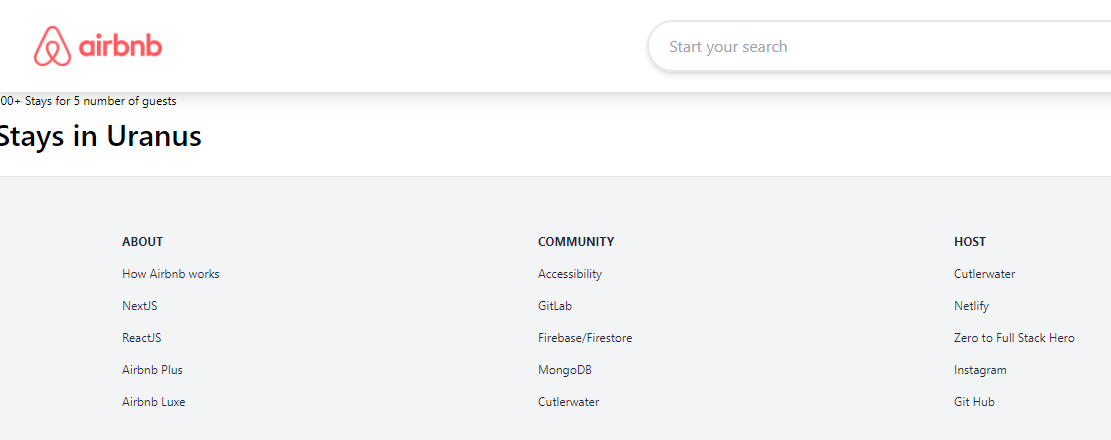 airbnb
Start your search
00+ Stays for 5 number of guests
Stays in Uranus
ABOUT
How Airbnb works
NextJS
ReactJS
Airbnb Plus
Airbnb Luxe
COMMUNITY
Accessibility
GitLab
Firebase/Firestore
MongoDB
Cutlerwater
HOST
Cutlerwater
Netlify
Zero to Full Stack Hero
Instagram
Git Hub